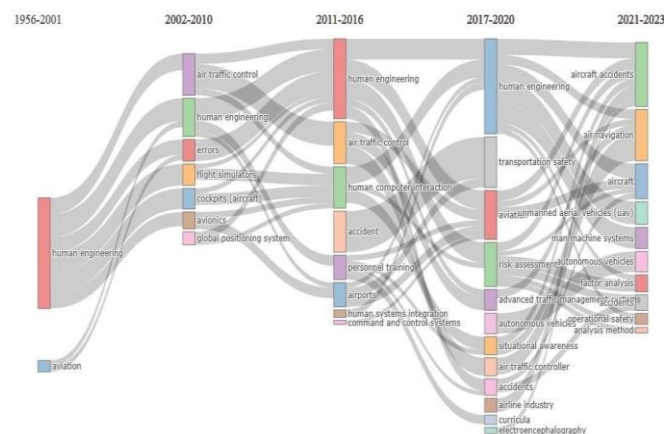 1956-2001
2002-2010
2011-2016
2017-2020
2021-2023
human engineering
aviation
air traffic control
human engineering
errors
flight simulators
cockpits (aircraft)
avionics
global positioning system
human engineering
air traffic control
human computer interaction
accident
personnel training
airports
human systems integration
command and control systems
human engineering
transportation safety
aviation
risk assessment
advanced traffic management systems
autonomous vehicles
situational awareness
air traffic controller
accidents
airline industry
curricula
electroencephalography
aircraft accidents
air navigation
aircraft
unmanned aerial vehicles (uav)
man machine systems
autonomous vehicles
factor analysis
accidents
operational safety
analysis method